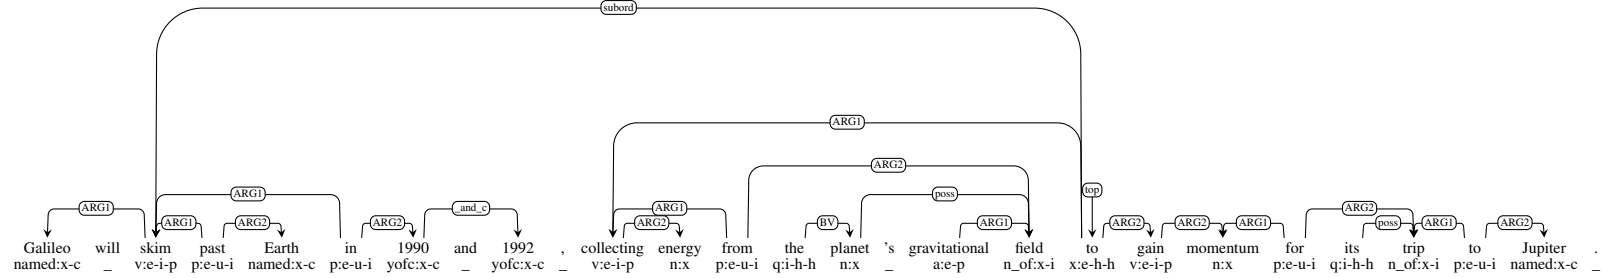 subord
ARG1
ARG2
ARG1 poss top
ARG1 _and_c ARG1 ARG2
ARG1 ARG2 ARG2 ARG2 BV ARG1 ARG2 ARG2 ARG1 poss ARG1 ARG2
Galileo will skim past Earth in 1990 and 1992 , collecting energy from the planet 's gravitational field to gain momentum for its trip to Jupiter .
named:x-c _ v:e-i-p p:e-u-i named:x-c p:e-u-i yofc:x-c _ yofc:x-c _ v:e-i-p n:x p:e-u-i q:i-h-h n:x _ a:e-p n_of:x-i x:e-h-h v:e-i-p n:x p:e-u-i q:i-h-h n_of:x-i p:e-u-i named:x-c _